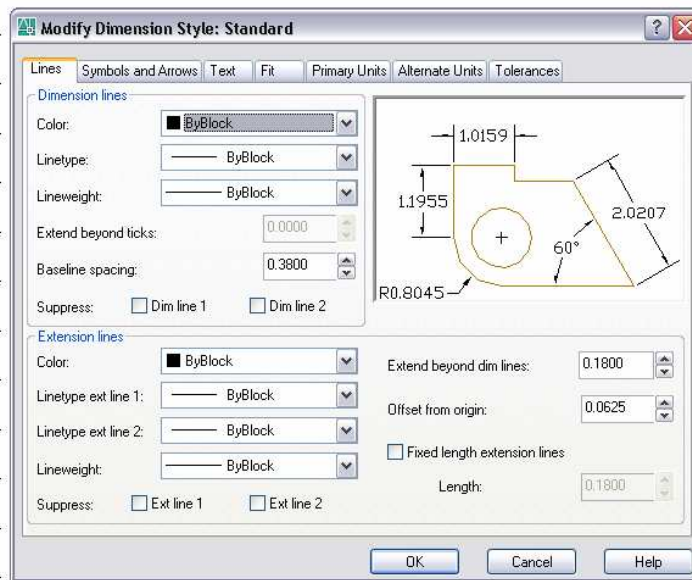 Modify Dimension Style: Standard
Lines Symbols and Arrows Text Fit Primary Units Alternate Units Tolerances
Dimension lines
Color: ByBlock
Linetype: ByBlock
Lineweight: ByBlock
Extend beyond ticks: 0.0000
Baseline spacing: 0.3800
Suppress: Dim line 1 Dim line 2
1.0159
1.1955
2.0207
60°
R0.8045
Extension lines
Color: ByBlock
Linetype ext line 1: ByBlock
Linetype ext line 2: ByBlock
Lineweight: ByBlock
Suppress: Ext line 1 Ext line 2
Extend beyond dim lines: 0.1800
Offset from origin: 0.0625
Fixed length extension lines
Length: 0.1800
OK Cancel Help